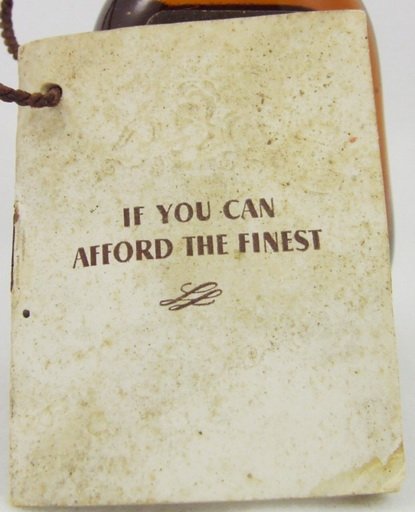 IF YOU CAN
AFFORD THE FINEST